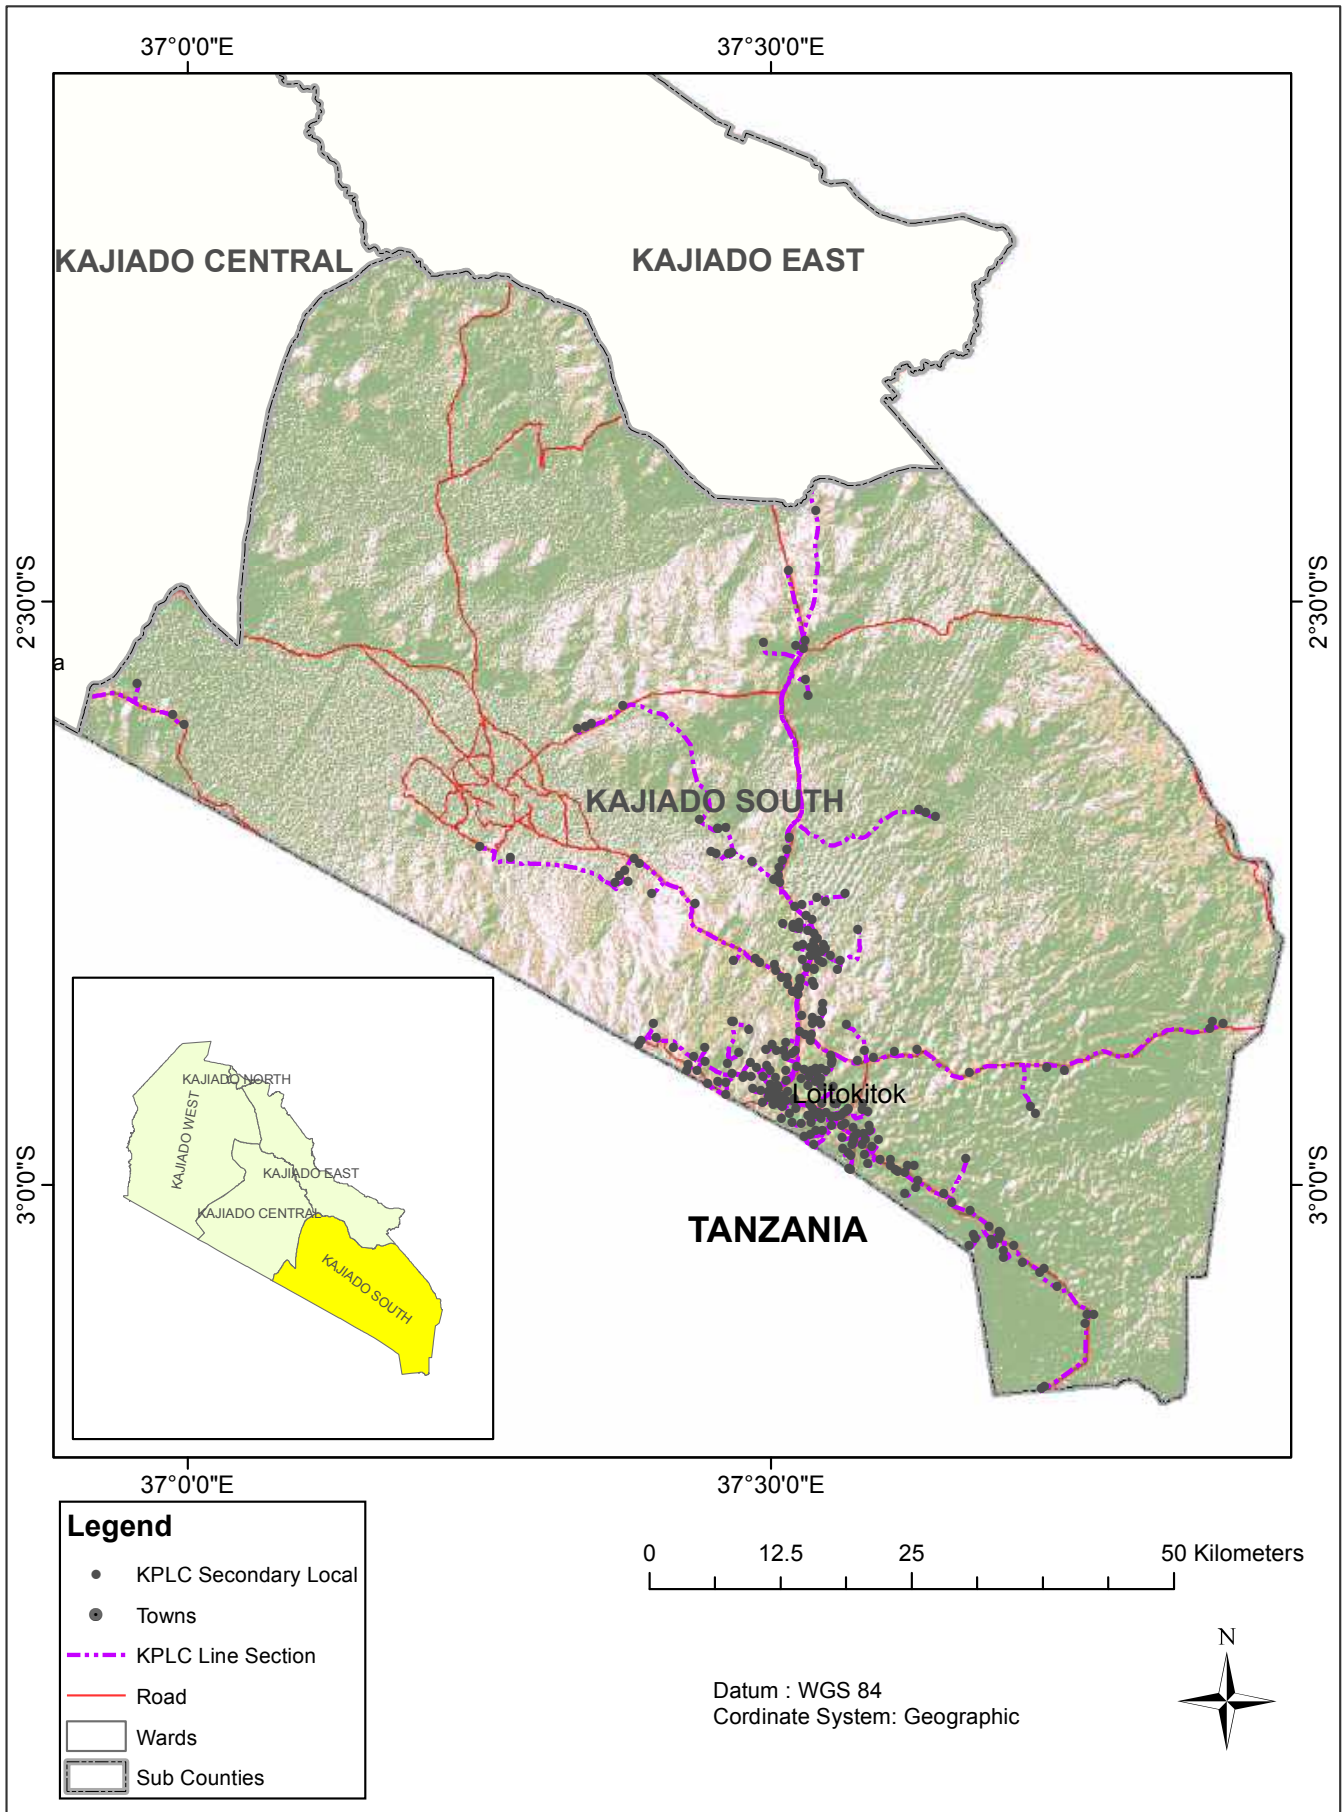 37°0'0"E
37°30'0"E
KAJIADO CENTRAL
KAJIADO EAST
2°30'0"S
2°30'0"S
a
KAJIADO SOUTH
Loitokitok
3°0'0"S
3°0'0"S
TANZANIA
KAJIADO NORTH
KAJIADO WEST
KAJIADO EAST
KAJIADO CENTRAL
KAJIADO SOUTH
37°0'0"E
37°30'0"E
Legend
KPLC Secondary Local
Towns
KPLC Line Section
Road
Wards
Sub Counties
0 12.5 25 50 Kilometers
N
Datum : WGS 84
Cordinate System: Geographic